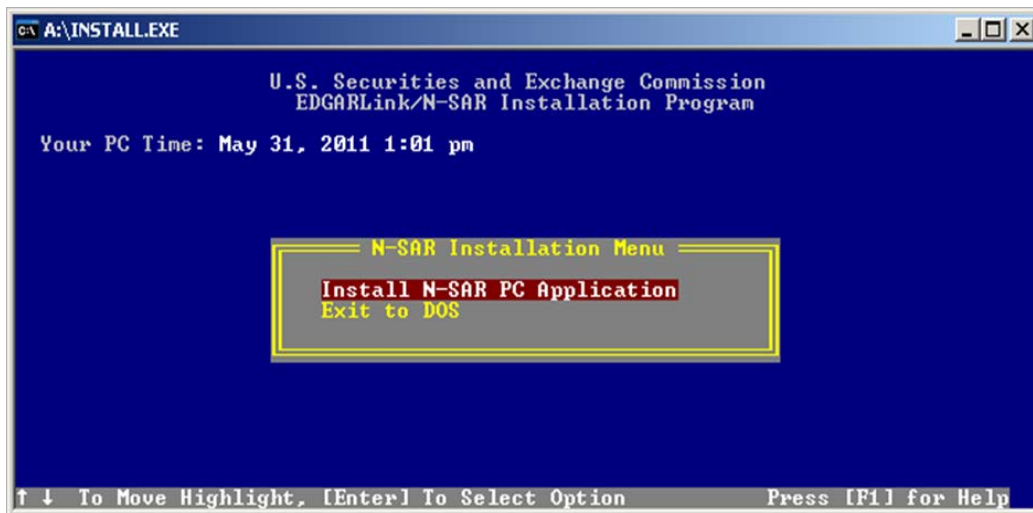 A:\INSTALL.EXE
U.S. Securities and Exchange Commission
EDGARLink/N-SAR Installation Program
Your PC Time: May 31, 2011 1:01 pm
N-SAR Installation Menu
Install N-SAR PC Application
Exit to DOS
↑ ↓ To Move Highlight, [Enter] To Select Option Press [F1] for Help